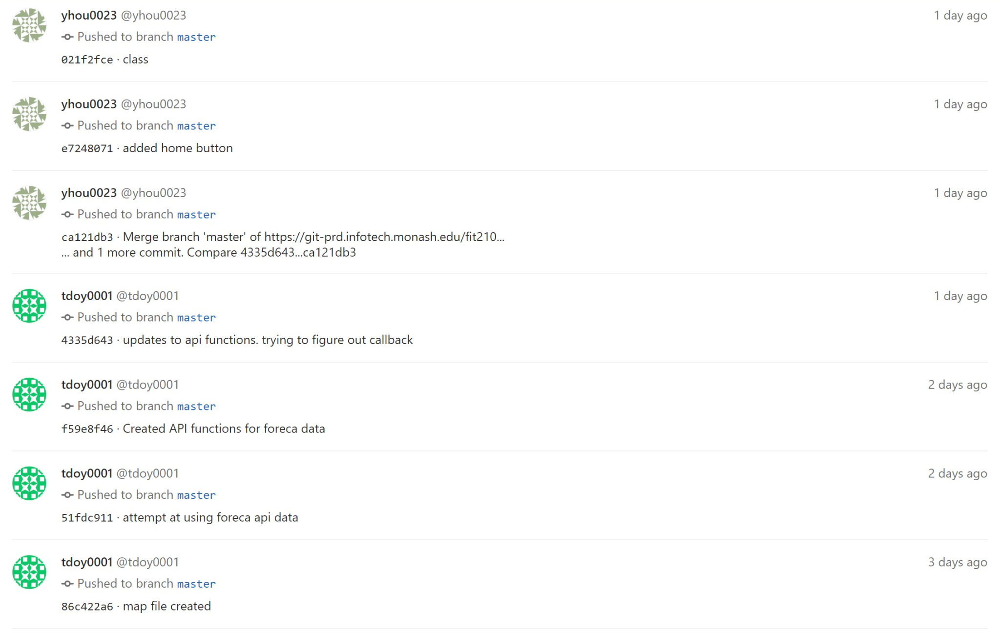 yhou0023 @yhou0023 1 day ago
Pushed to branch master
021f2fce · class
yhou0023 @yhou0023 1 day ago
Pushed to branch master
e7248071 · added home button
yhou0023 @yhou0023 1 day ago
Pushed to branch master
ca121db3 · Merge branch 'master' of https://git-prd.infotech.monash.edu/fit210...
... and 1 more commit. Compare 4335d643...ca121db3
tdoy0001 @tdoy0001 1 day ago
Pushed to branch master
4335d643 · updates to api functions. trying to figure out callback
tdoy0001 @tdoy0001 2 days ago
Pushed to branch master
f59e8f46 · Created API functions for foreca data
tdoy0001 @tdoy0001 2 days ago
Pushed to branch master
51fdc911 · attempt at using foreca api data
tdoy0001 @tdoy0001 3 days ago
Pushed to branch master
86c422a6 · map file created